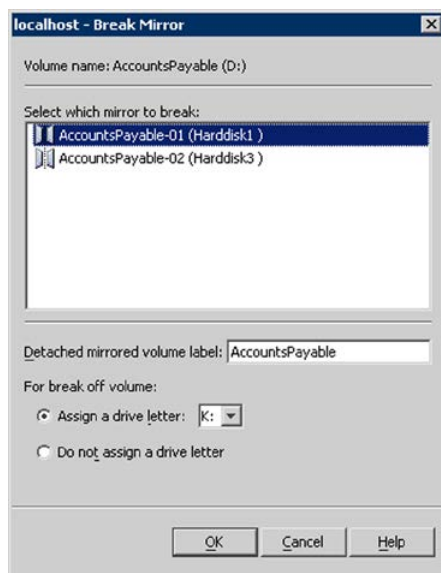 localhost - Break Mirror
Volume name: AccountsPayable (D:)
Select which mirror to break:
AccountsPayable-01 (Harddisk1 )
AccountsPayable-02 (Harddisk3 )
Detached mirrored volume label: AccountsPayable
For break off volume:
Assign a drive letter: K:
Do not assign a drive letter
OK Cancel Help